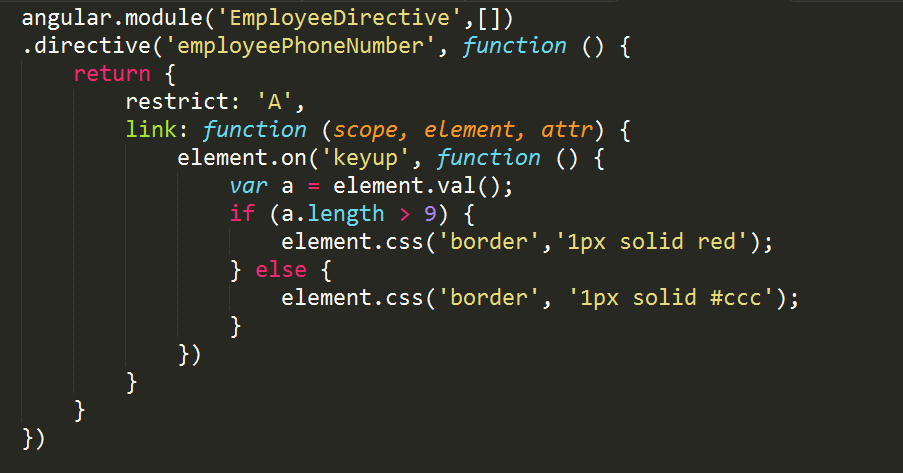 angular.module('EmployeeDirective',[])
.directive('employeePhoneNumber', function () {
    return {
        restrict: 'A',
        link: function (scope, element, attr) {
            element.on('keyup', function () {
                var a = element.val();
                if (a.length > 9) {
                    element.css('border','1px solid red');
                } else {
                    element.css('border', '1px solid #ccc');
                }
            })
        }
    }
})